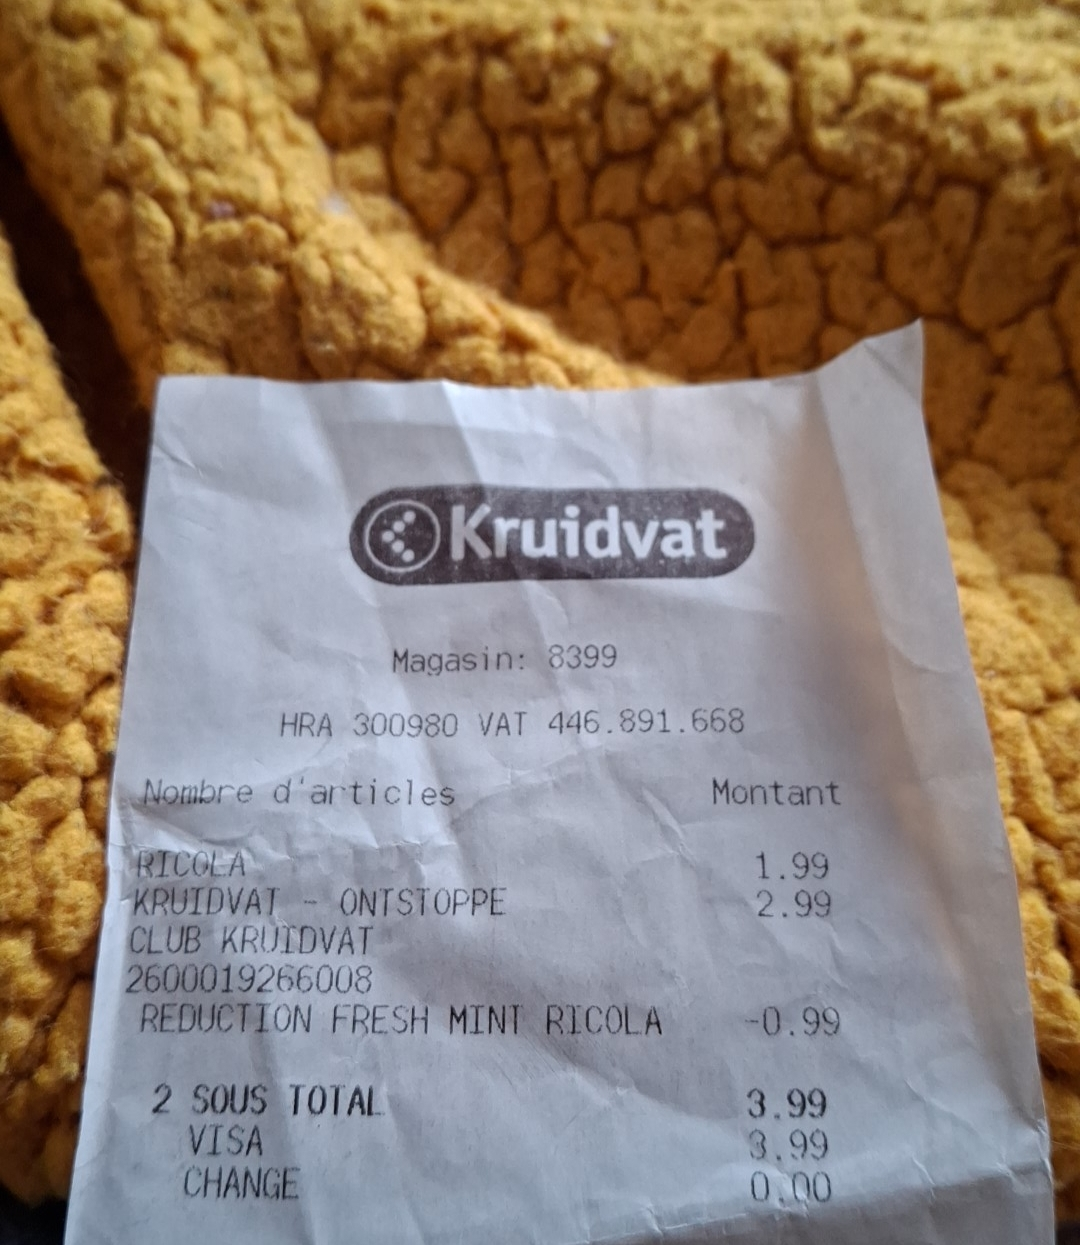 Kruidvat
Magasin: 8399
HRA 300980 VAT 446.891.668
Nombre d'articles Montant
RICOLA 1.99
KRUIDVAT - ONTSTOPPE 2.99
CLUB KRUIDVAT
2600019266008
REDUCTION FRESH MINT RICOLA -0.99
2 SOUS TOTAL 3.99
VISA 3.99
CHANGE 0.00